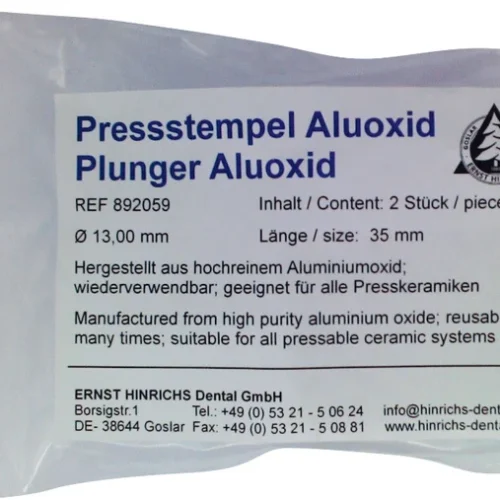 Pressstempel Aluoxid
Plunger Aluoxid
REF 892059 Inhalt / Content: 2 Stück / piece
Ø 13,00 mm Länge / size: 35 mm
Hergestellt aus hochreinem Aluminiumoxid;
wiederverwendbar; geeignet für alle Presskeramiken
Manufactured from high purity aluminium oxide; reusab
many times; suitable for all pressable ceramic systems
ERNST HINRICHS Dental GmbH
Borsigstr.1 Tel.: +49 (0) 53 21 - 5 06 24 info@hinrichs-dent
DE- 38644 Goslar Fax: +49 (0) 53 21 - 5 08 81 www.hinrichs-denta
GOSLAR
ERNST HIN